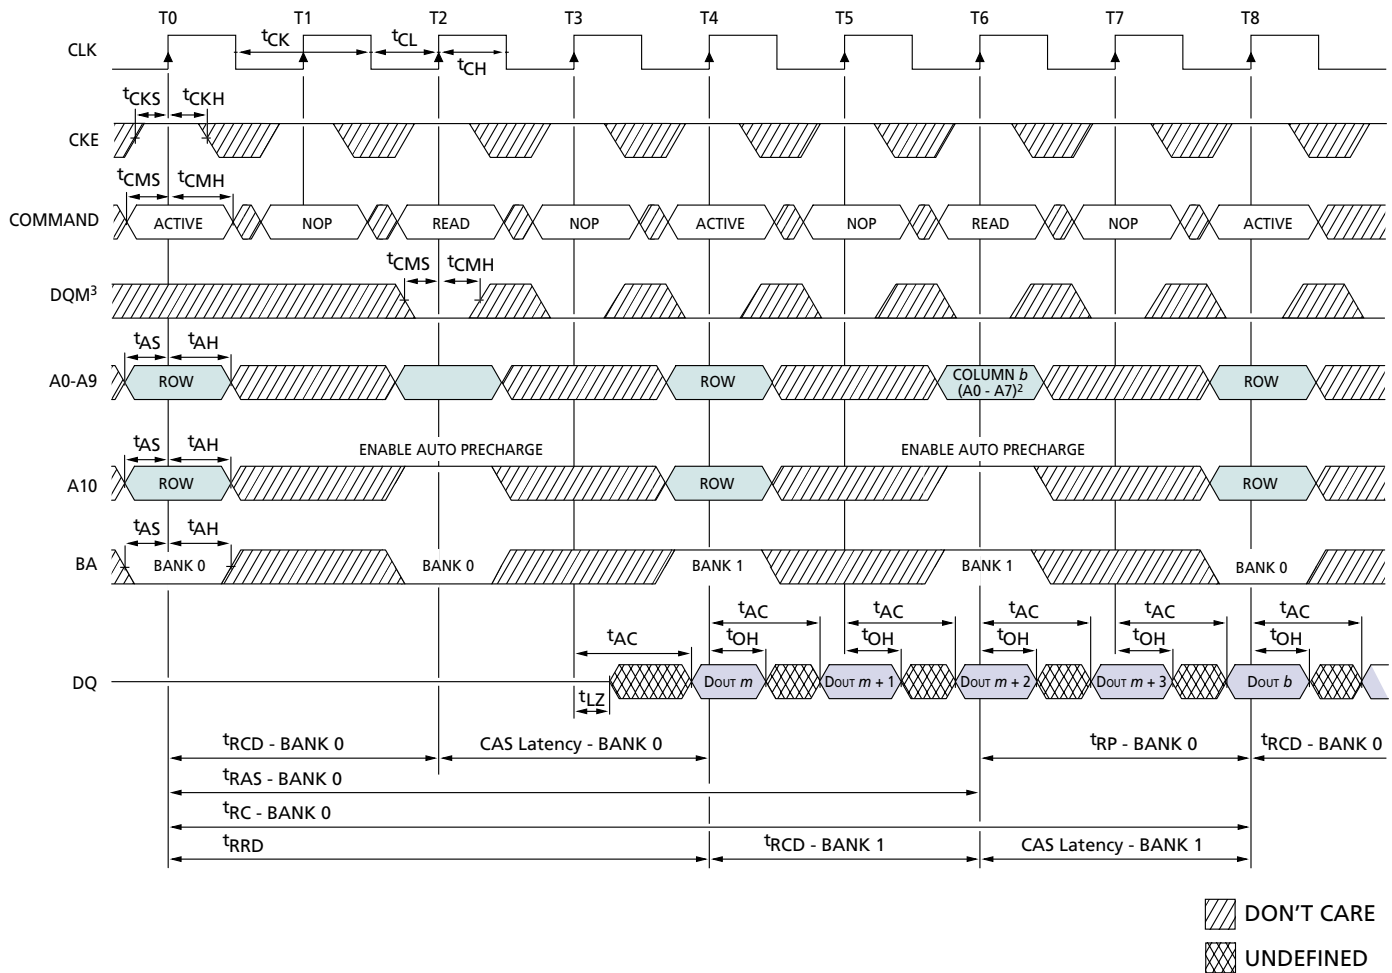 T0 T1 T2 T3 T4 T5 T6 T7 T8
CLK tCK tCL tCH
tCKS tCKH
CKE
tCMS tCMH
COMMAND ACTIVE NOP READ NOP ACTIVE NOP READ NOP ACTIVE
tCMS tCMH
DQM3
tAS tAH
A0-A9 ROW ROW COLUMN b ROW
(A0 - A7)2
tAS tAH ENABLE AUTO PRECHARGE ENABLE AUTO PRECHARGE
A10 ROW ROW ROW
tAS tAH
BA BANK 0 BANK 0 BANK 1 BANK 1 BANK 0
tAC tAC tAC tAC tAC
tAC tOH tOH tOH tOH tOH
DQ DOUT m DOUT m + 1 DOUT m + 2 DOUT m + 3 DOUT b
tLZ
tRCD - BANK 0 CAS Latency - BANK 0 tRP - BANK 0 tRCD - BANK 0
tRAS - BANK 0
tRC - BANK 0
tRRD tRCD - BANK 1 CAS Latency - BANK 1
DON'T CARE
UNDEFINED